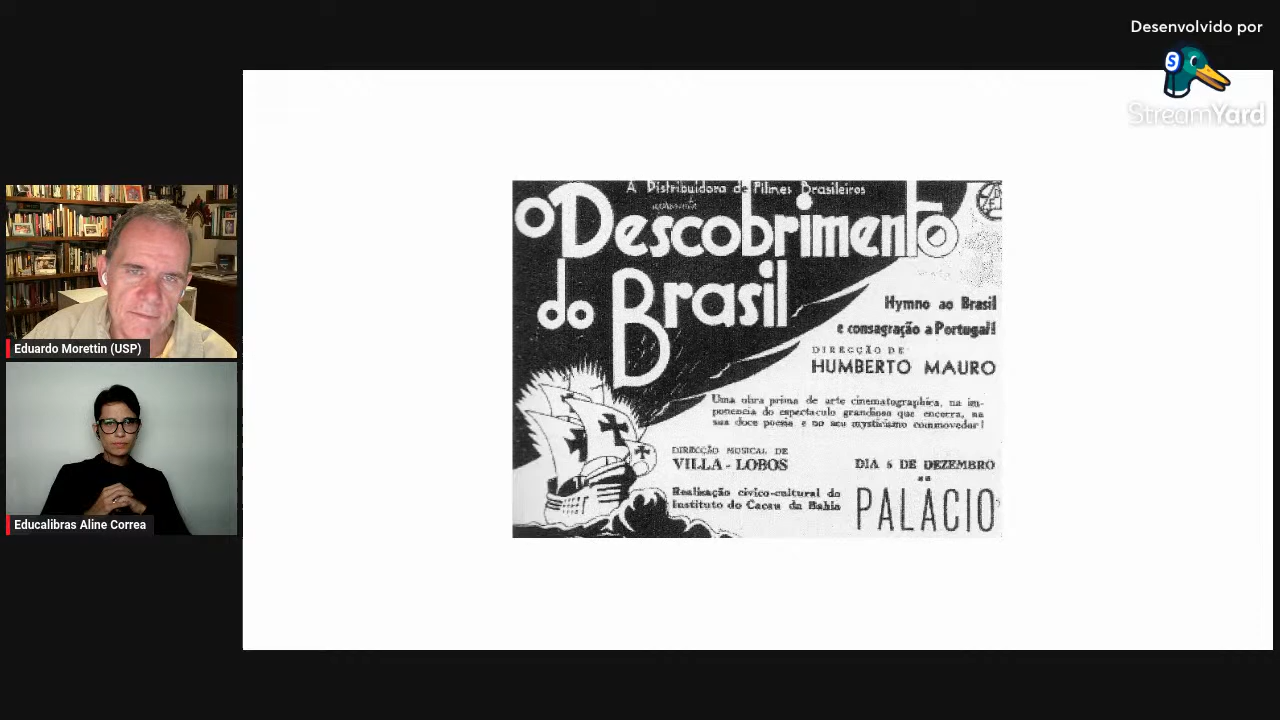 Desenvolvido por
S
StreamYard
Eduardo Morettin (USP)
Educalibras Aline Correa
A Distribuidora de Filmes Brasileiros
O Descobrimento
do Brasil
Hymno ao Brasil
e consagração a Portugal!
DIRECÇÃO DE
HUMBERTO MAURO
Uma obra prima de arte cinematographica, na im-
ponencia do espectaculo grandioso que encerra, na
sua doce poesia e no seu mysticismo commovedor!
DIRECÇÃO MUSICAL DE
VILLA-LOBOS
Realisação civico-cultural do
Instituto do Cacau da Bahia
DIA 6 DE DEZEMBRO
PALACIO